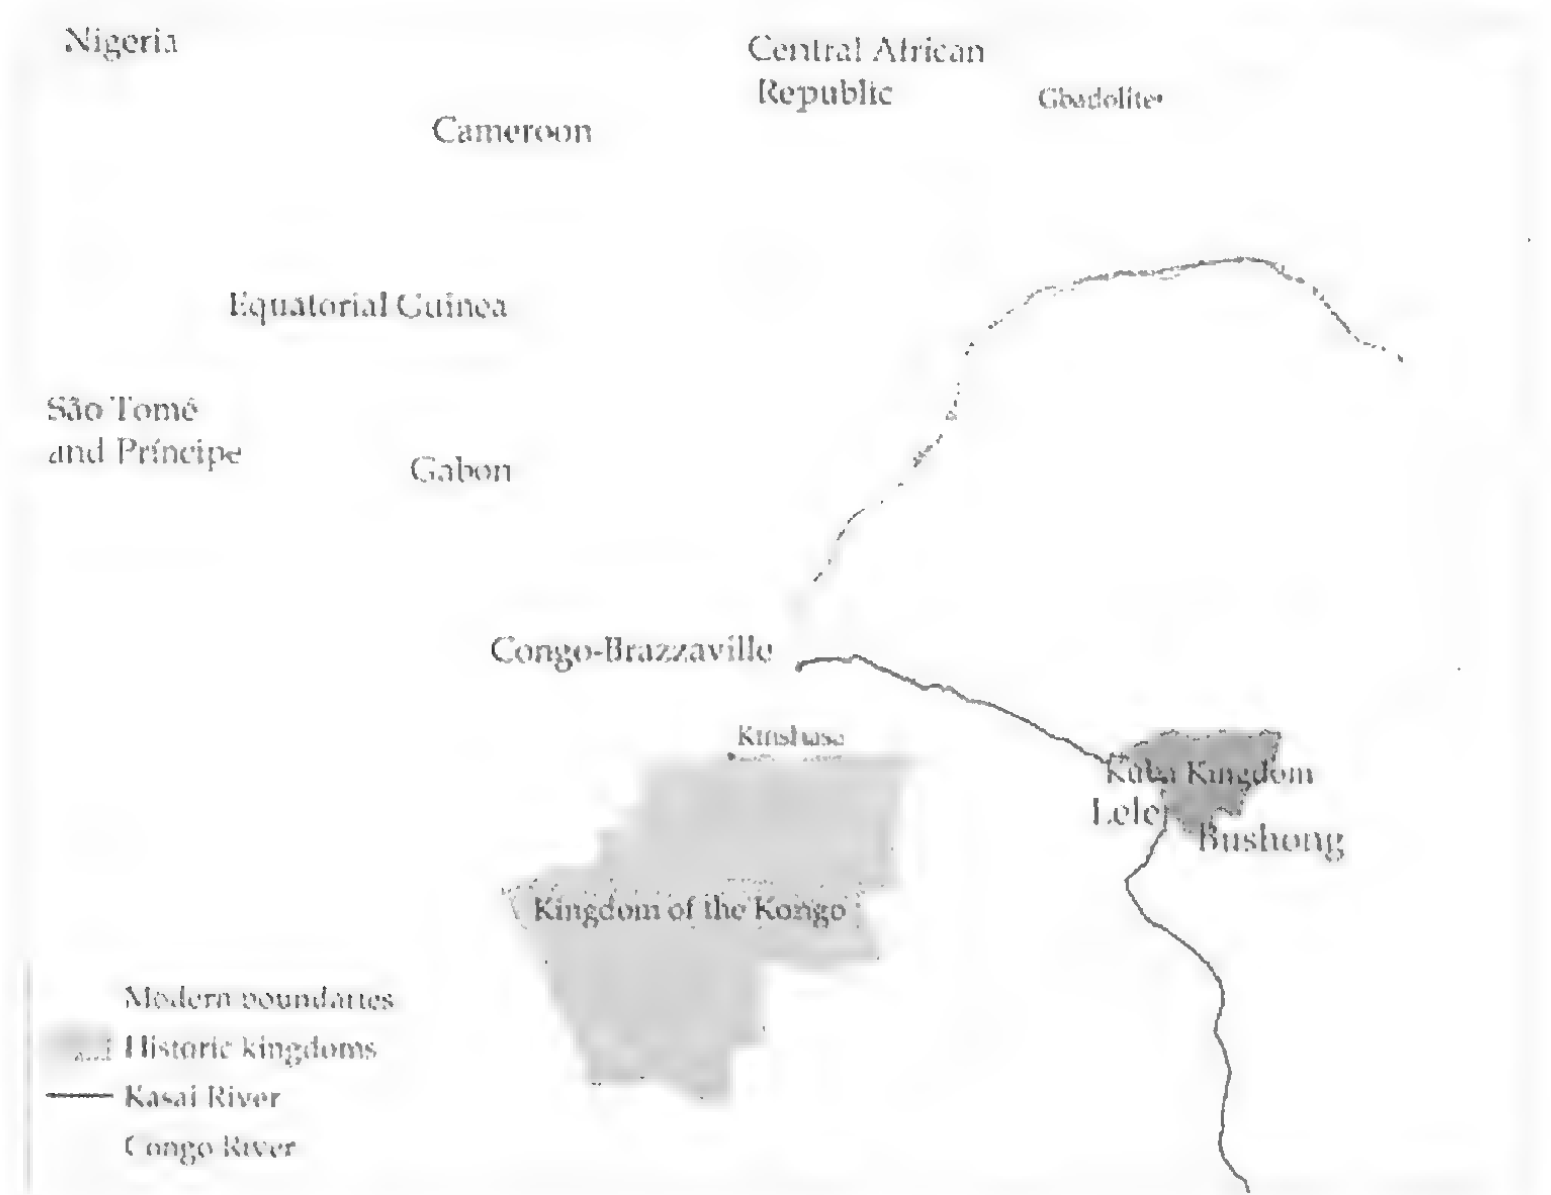 Nigeria
Central African
Republic
Gbadolite
Cameroon
Equatorial Guinea
São Tomé
and Príncipe
Gabon
Congo-Brazzaville
Kinshasa
Kuba Kingdom
Lele
Bushong
Kingdom of the Kongo
Modern boundaries
Historic kingdoms
Kasai River
Congo River